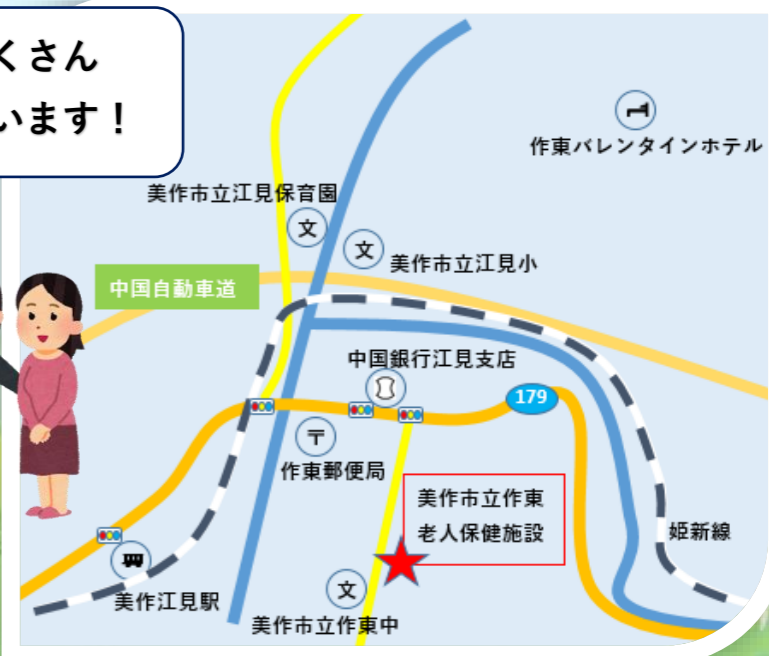 くさん
います！
作東バレンタインホテル
美作市立江見保育園
文
文
美作市立江見小
中国自動車道
中国銀行江見支店
179
〒
作東郵便局
美作市立作東
老人保健施設
姫新線
美作江見駅
文
美作市立作東中